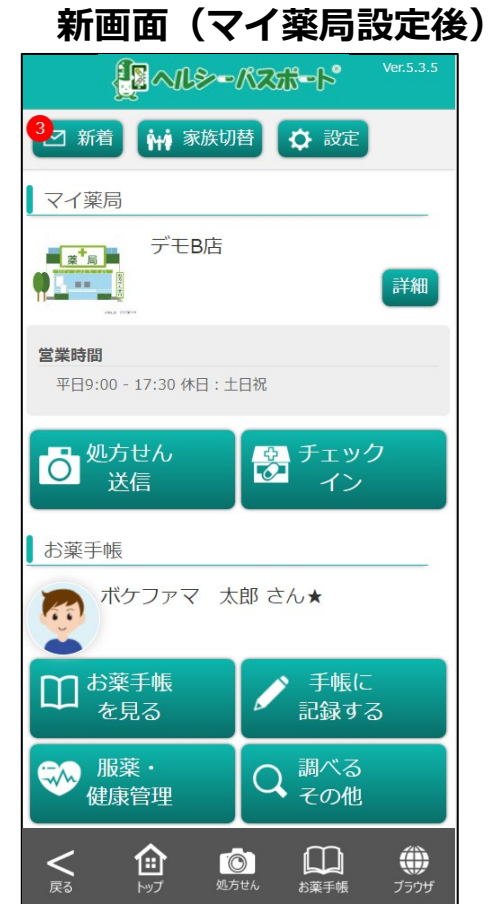 新画面（マイ薬局設定後）
ヘルシーパスポート
Ver.5.3.5
3
新着
家族切替
設定
マイ薬局
薬局
デモB店
詳細
営業時間
平日9:00 - 17:30 休日：土日祝
処方せん
送信
チェック
イン
お薬手帳
ボケファマ　太郎 さん★
お薬手帳
を見る
手帳に
記録する
服薬・
健康管理
調べる
その他
戻る
トップ
処方せん
お薬手帳
ブラウザ